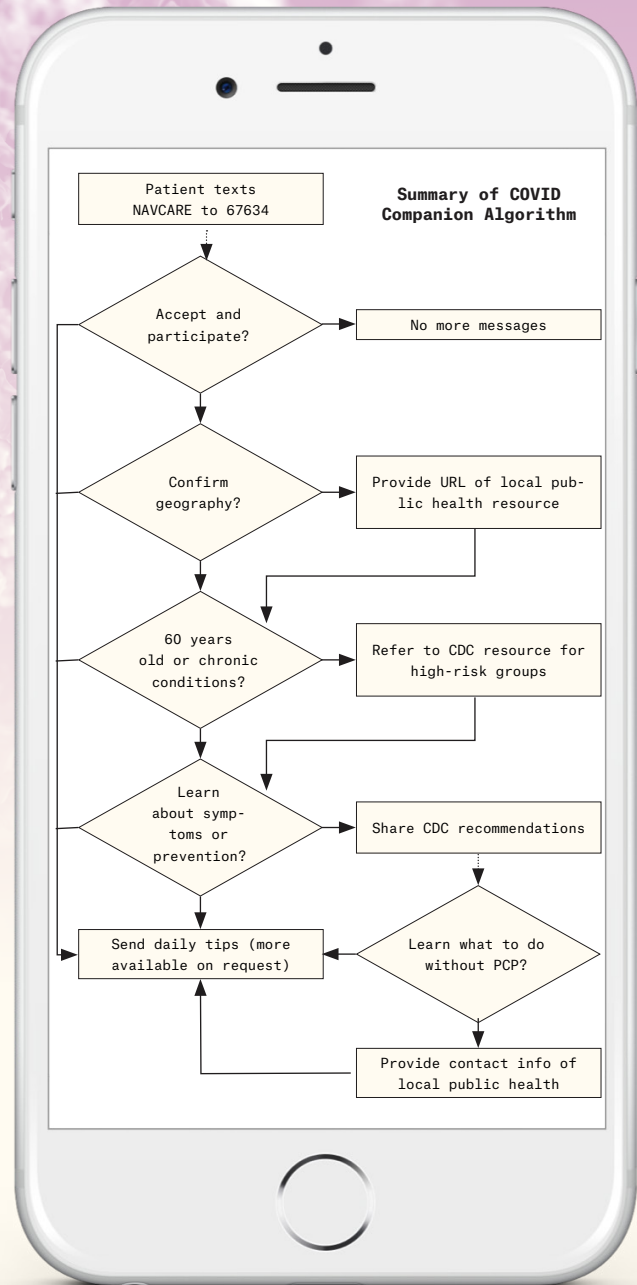 Patient texts
NAVCARE to 67634
Summary of COVID
Companion Algorithm
Accept and
participate?
No more messages
Confirm
geography?
Provide URL of local pub-
lic health resource
60 years
old or chronic
conditions?
Refer to CDC resource for
high-risk groups
Learn
about symp-
toms or
prevention?
Share CDC recommendations
Send daily tips (more
available on request)
Learn what to do
without PCP?
Provide contact info of
local public health